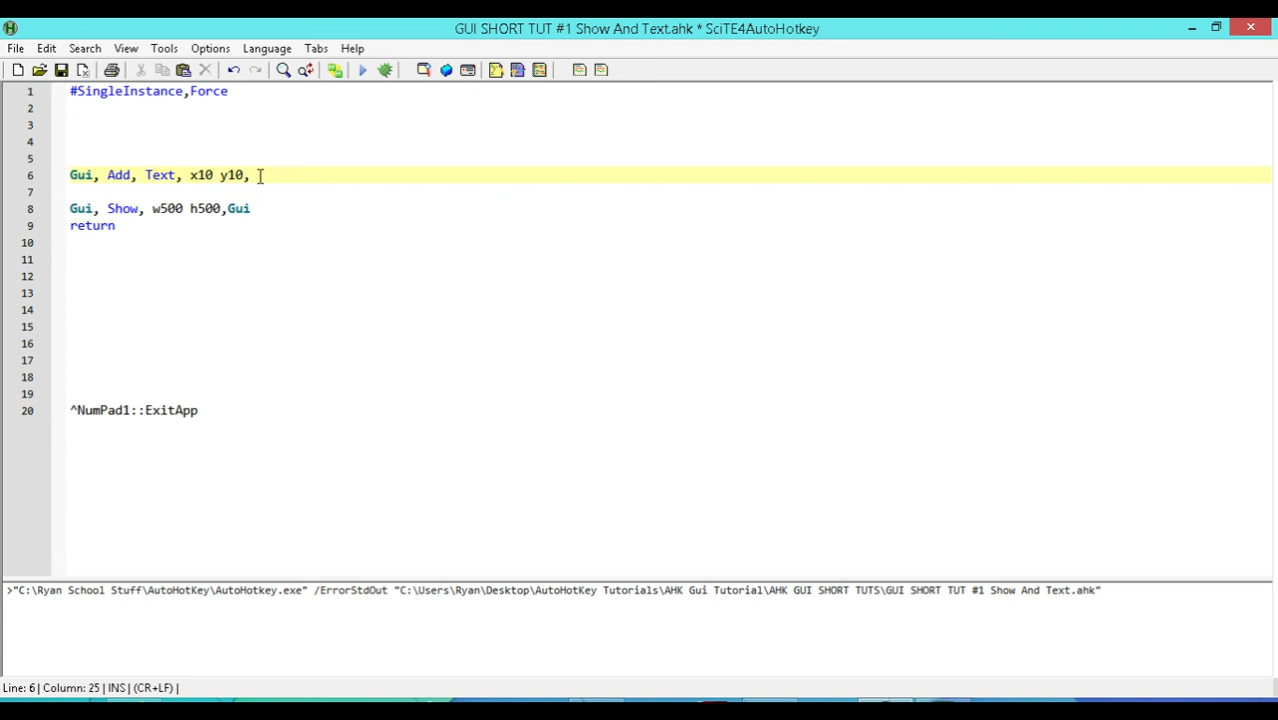 GUI SHORT TUT #1 Show And Text.ahk * SciTE4AutoHotkey
File Edit Search View Tools Options Language Tabs Help
1 #SingleInstance,Force
2
3
4
5
6 Gui, Add, Text, x10 y10,
7
8 Gui, Show, w500 h500,Gui
9 return
10
11
12
13
14
15
16
17
18
19
20 ^NumPad1::ExitApp
>"C:\Ryan School Stuff\AutoHotKey\AutoHotkey.exe" /ErrorStdOut "C:\Users\Ryan\Desktop\AutoHotKey Tutorials\AHK Gui Tutorial\AHK GUI SHORT TUTS\GUI SHORT TUT #1 Show And Text.ahk"
Line: 6 | Column: 25 | INS | (CR+LF) |